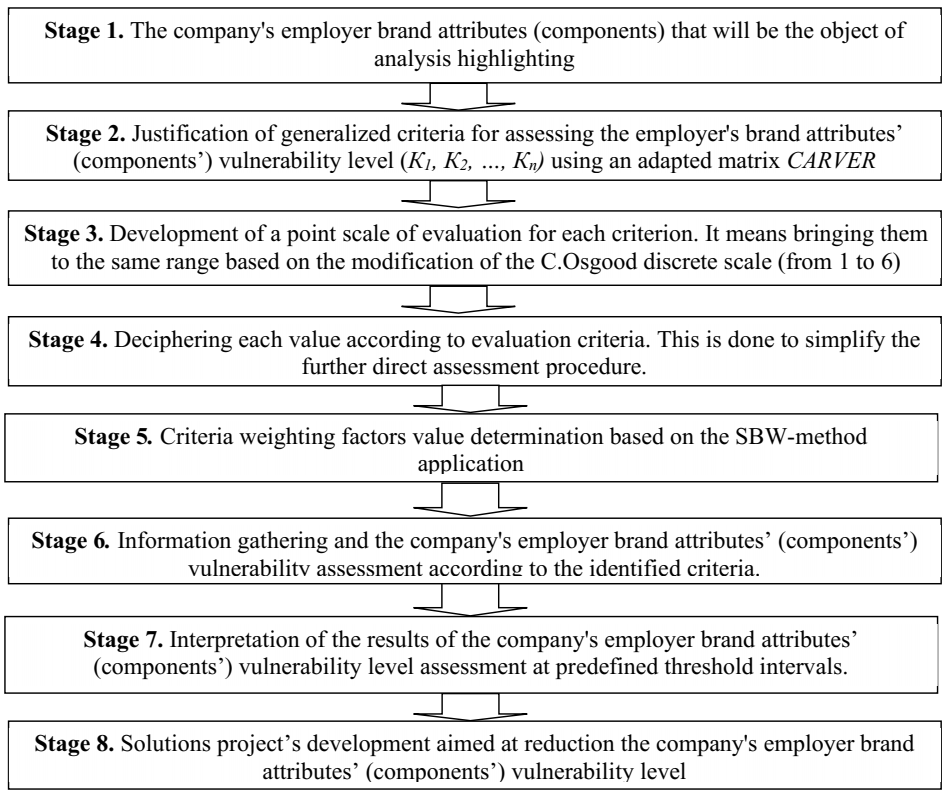 Stage 1. The company's employer brand attributes (components) that will be the object of
analysis highlighting
Stage 2. Justification of generalized criteria for assessing the employer's brand attributes’
(components’) vulnerability level (K1, K2, ..., Kn) using an adapted matrix CARVER
Stage 3. Development of a point scale of evaluation for each criterion. It means bringing them
to the same range based on the modification of the C.Osgood discrete scale (from 1 to 6)
Stage 4. Deciphering each value according to evaluation criteria. This is done to simplify the
further direct assessment procedure.
Stage 5. Criteria weighting factors value determination based on the SBW-method
application
Stage 6. Information gathering and the company's employer brand attributes’ (components’)
vulnerability assessment according to the identified criteria.
Stage 7. Interpretation of the results of the company's employer brand attributes’
(components’) vulnerability level assessment at predefined threshold intervals.
Stage 8. Solutions project’s development aimed at reduction the company's employer brand
attributes’ (components’) vulnerability level